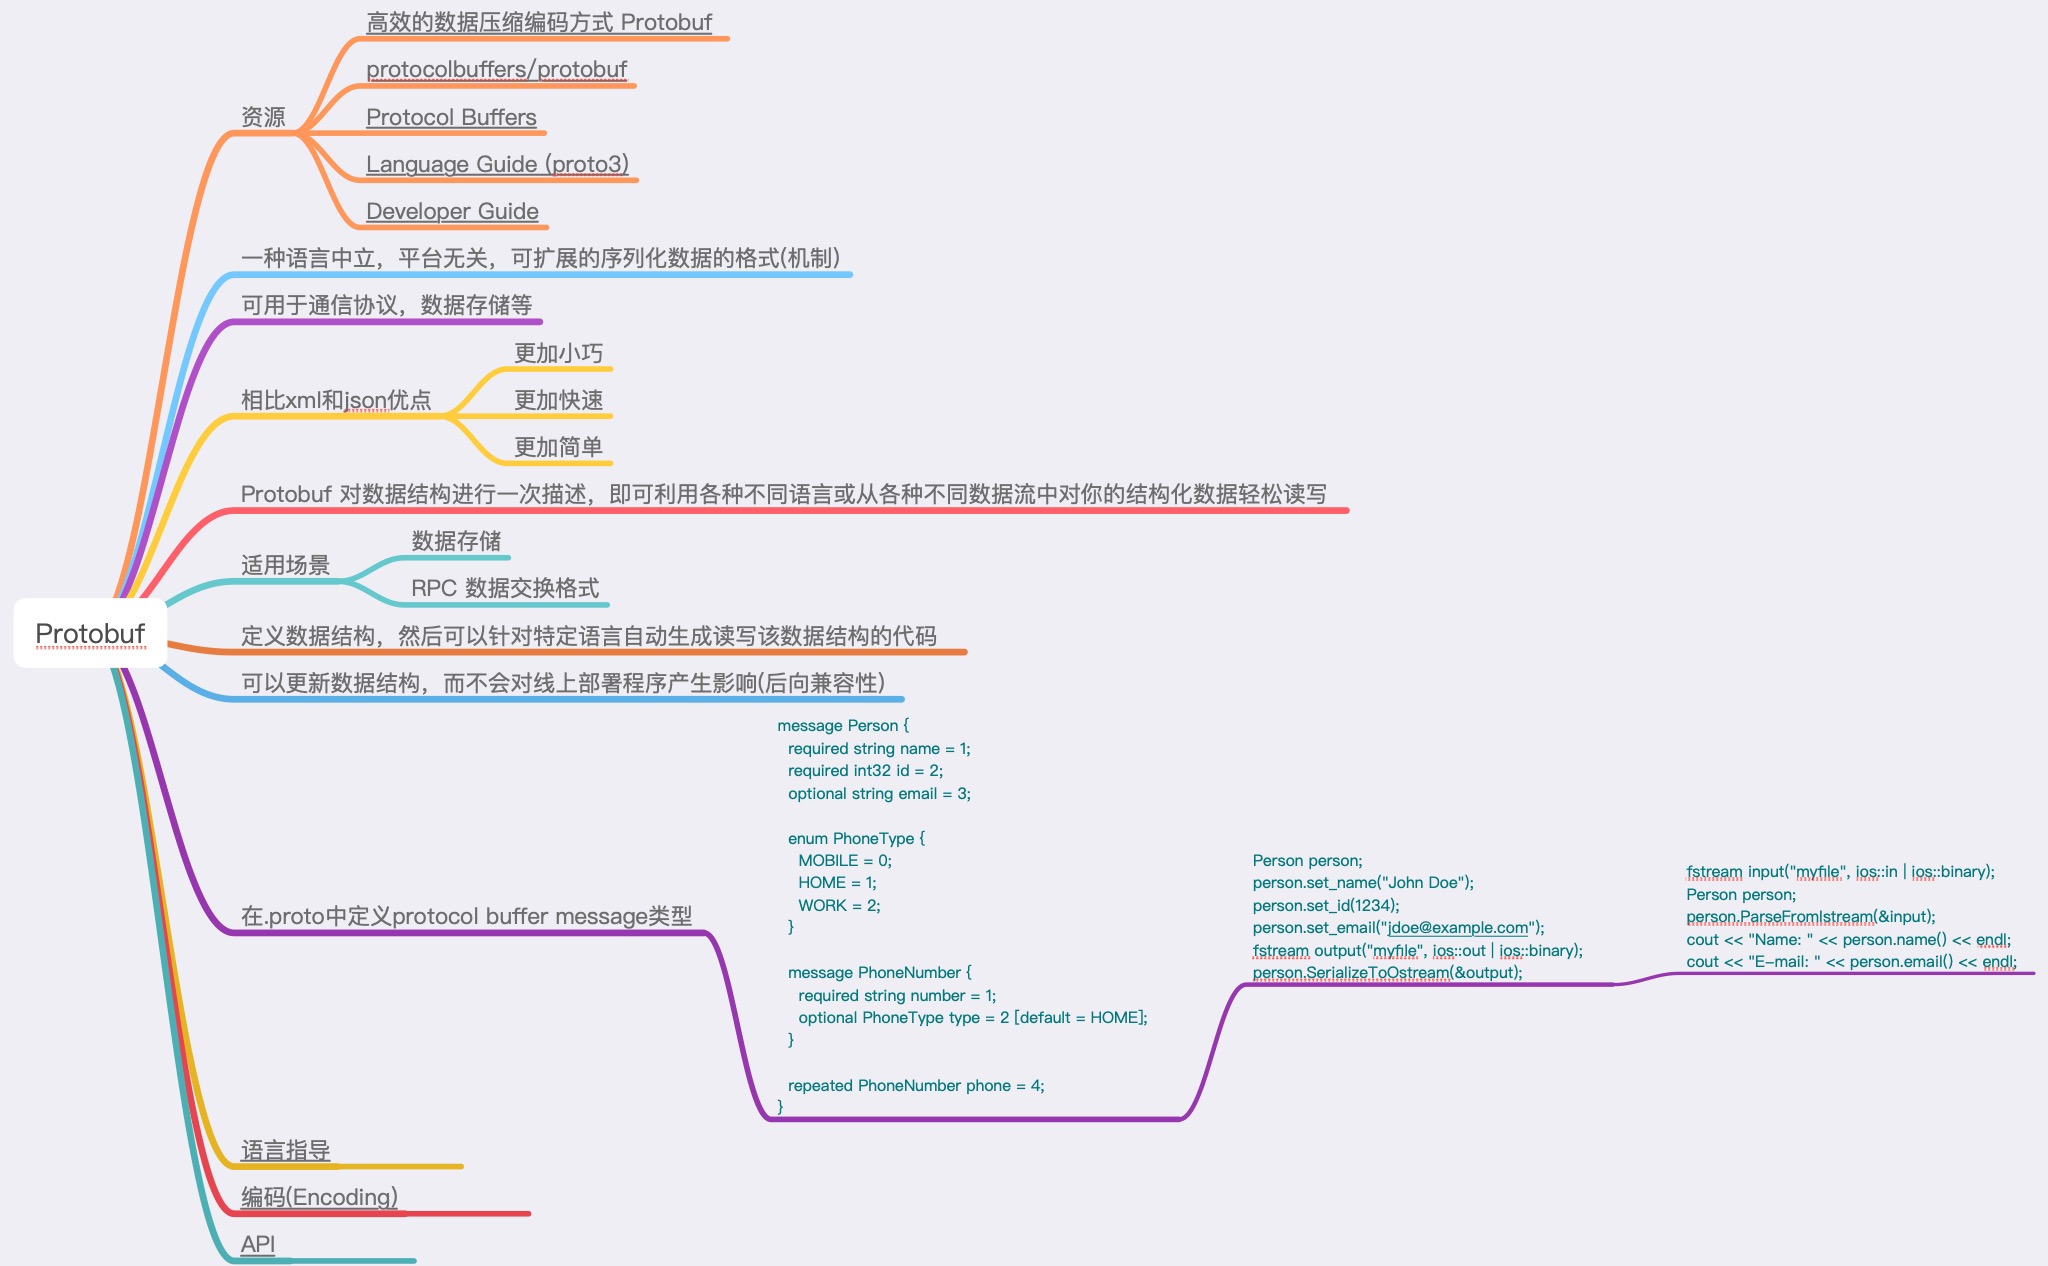 高效的数据压缩编码方式 Protobuf
protocolbuffers/protobuf
资源
Protocol Buffers
Language Guide (proto3)
Developer Guide
一种语言中立，平台无关，可扩展的序列化数据的格式(机制)
可用于通信协议，数据存储等
更加小巧
相比xml和json优点
更加快速
更加简单
Protobuf 对数据结构进行一次描述，即可利用各种不同语言或从各种不同数据流中对你的结构化数据轻松读写
数据存储
适用场景
RPC 数据交换格式
Protobuf
定义数据结构，然后可以针对特定语言自动生成读写该数据结构的代码
可以更新数据结构，而不会对线上部署程序产生影响(后向兼容性)
在.proto中定义protocol buffer message类型
message Person {
required string name = 1;
required int32 id = 2;
optional string email = 3;
enum PhoneType {
MOBILE = 0;
HOME = 1;
WORK = 2;
}
message PhoneNumber {
required string number = 1;
optional PhoneType type = 2 [default = HOME];
}
repeated PhoneNumber phone = 4;
}
Person person;
person.set_name("John Doe");
person.set_id(1234);
person.set_email("jdoe@example.com");
fstream output("myfile", ios::out | ios::binary);
person.SerializeToOstream(&output);
fstream input("myfile", ios::in | ios::binary);
Person person;
person.ParseFromIstream(&input);
cout << "Name: " << person.name() << endl;
cout << "E-mail: " << person.email() << endl;
语言指导
编码(Encoding)
API